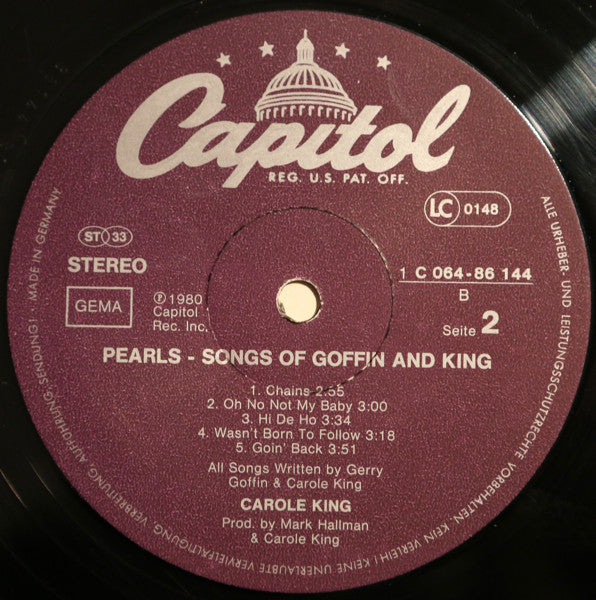 Capitol
REG. U.S. PAT. OFF.
LC 0148
ST 33
STEREO
GEMA
℗ 1980
Capitol
Rec. Inc.
1 C 064-86 144
B
Seite 2
PEARLS - SONGS OF GOFFIN AND KING
1. Chains 2:55
2. Oh No Not My Baby 3:00
3. Hi De Ho 3:34
4. Wasn't Born To Follow 3:18
5. Goin' Back 3:51
All Songs Written by Gerry
Goffin & Carole King
CAROLE KING
Prod. by Mark Hallman
& Carole King
ALLE URHEBER- UND LEISTUNGSSCHUTZRECHTE VORBEHALTEN. KEIN VERLEIH! KEINE UNERLAUBTE VERVIELFÄLTIGUNG, VERBREITUNG, AUFFÜHRUNG, SENDUNG! MADE IN GERMANY